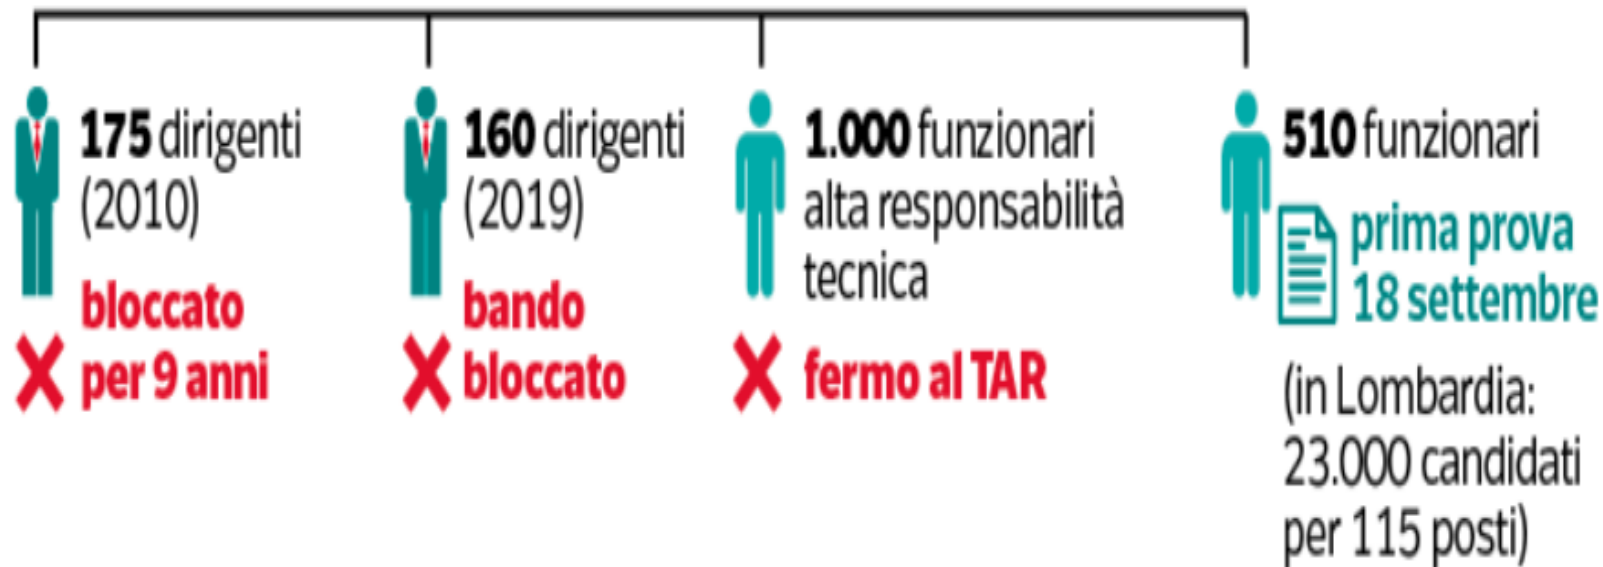 175 dirigenti
(2010)
bloccato
per 9 anni
160 dirigenti
(2019)
bando
bloccato
1.000 funzionari
alta responsabilità
tecnica
fermo al TAR
510 funzionari
prima prova
18 settembre
(in Lombardia:
23.000 candidati
per 115 posti)